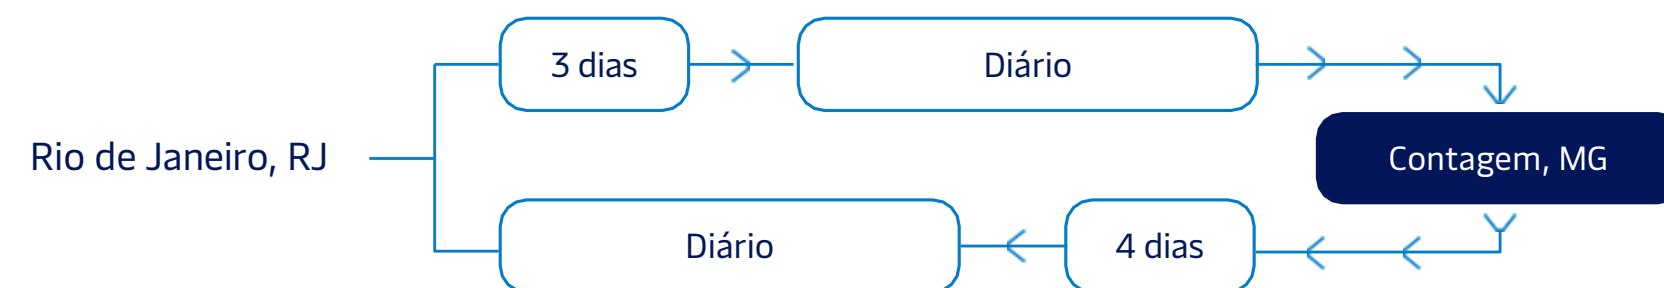 3 dias
Diário
Rio de Janeiro, RJ
Contagem, MG
Diário
4 dias